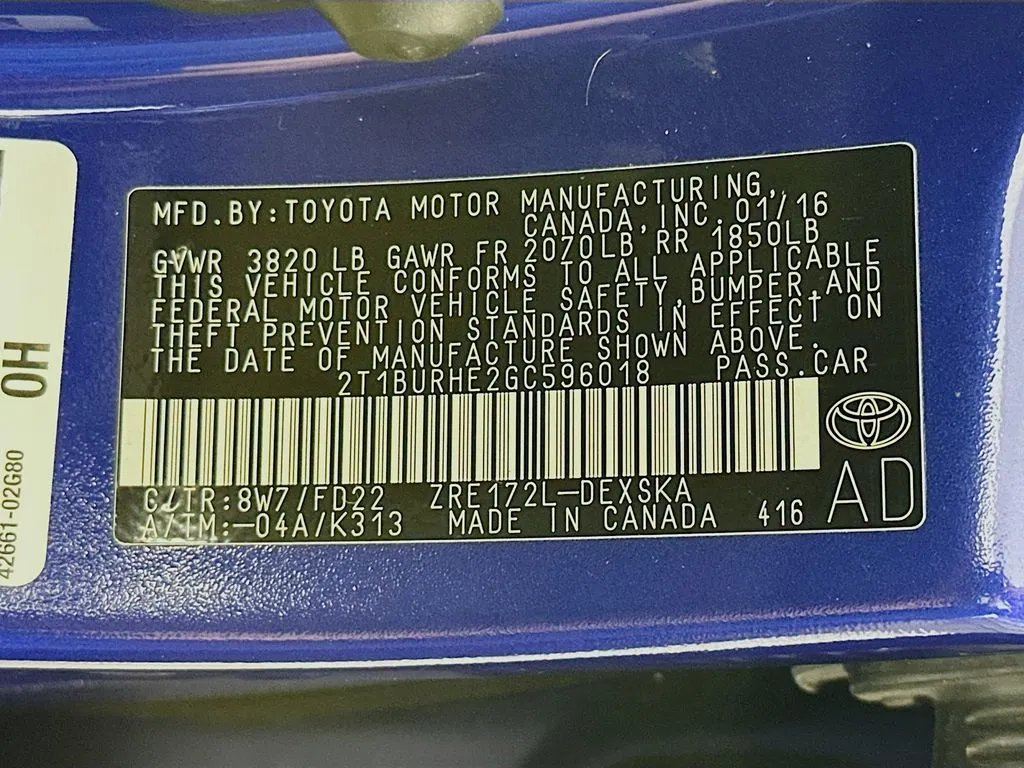 MFD.BY:TOYOTA MOTOR MANUFACTURING,
CANADA,INC.01/16
GVWR 3820LB GAWR FR 2070LB RR 1850LB
THIS VEHICLE CONFORMS TO ALL APPLICABLE
FEDERAL MOTOR VEHICLE SAFETY,BUMPER,AND
THEFT PREVENTION STANDARDS IN EFFECT ON
THE DATE OF MANUFACTURE SHOWN ABOVE.
2T1BURHE2GC596018 PASS.CAR
C/TR:8W7/FD22 ZRE172L-DEXSKA
A/TM:-04A/K313 MADE IN CANADA 416
AD
OH
42661-02G80